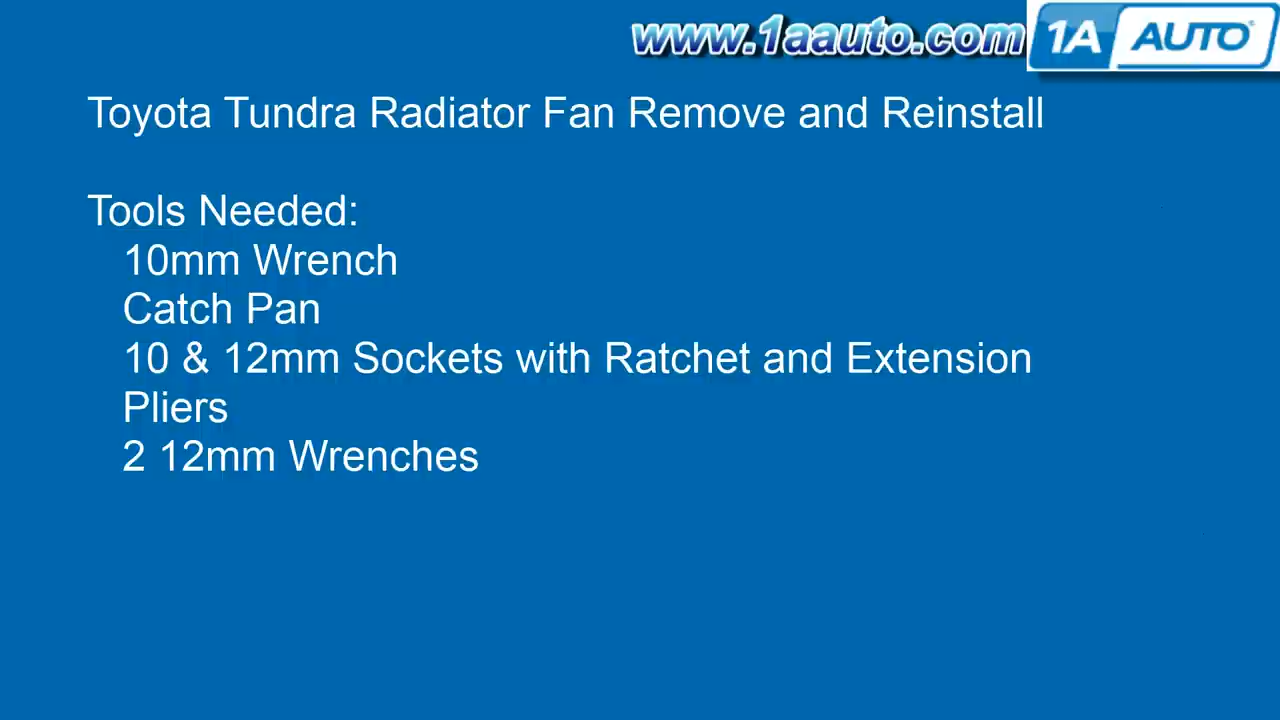 www.1aauto.com 1A AUTO
Toyota Tundra Radiator Fan Remove and Reinstall
Tools Needed:
10mm Wrench
Catch Pan
10 & 12mm Sockets with Ratchet and Extension
Pliers
2 12mm Wrenches